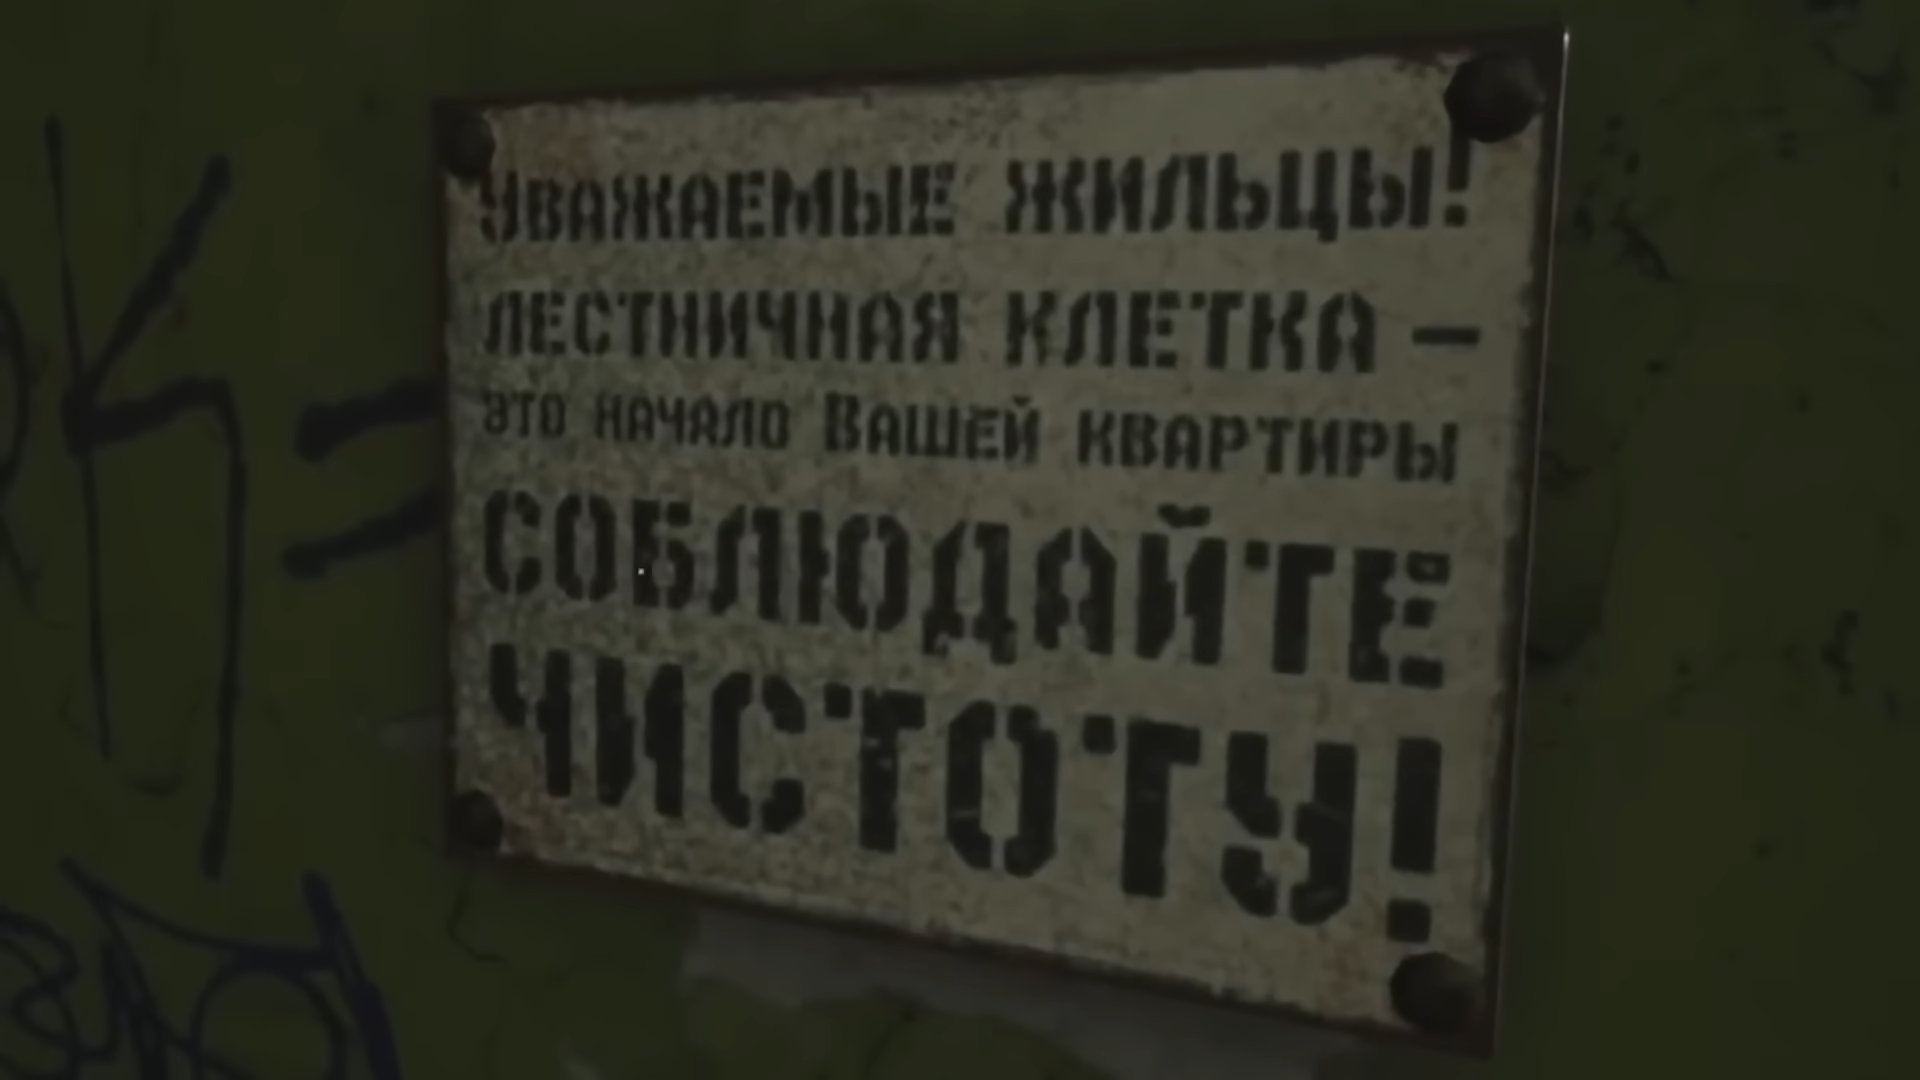 УВАЖАЕМЫЕ ЖИЛЬЦЫ!
ЛЕСТНИЧНАЯ КЛЕТКА –
ЭТО НАЧАЛО ВАШЕЙ КВАРТИРЫ
СОБЛЮДАЙТЕ
ЧИСТОТУ!